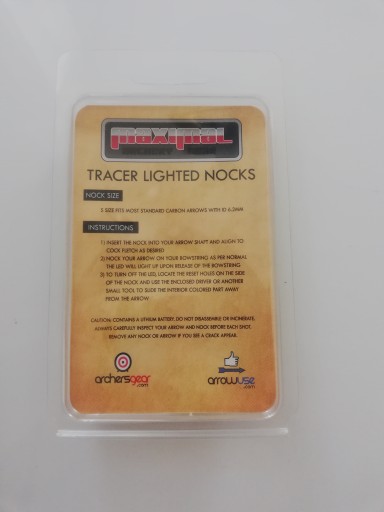 MAXIMAL
TRACER LIGHTED NOCKS
NOCK SIZE
S SIZE FITS MOST STANDARD CARBON ARROWS WITH ID 6.2MM
INSTRUCTIONS
1) INSERT THE NOCK INTO YOUR ARROW SHAFT AND ALIGN TO
COCK FLETCH AS DESIRED
2) NOCK YOUR ARROW ON YOUR BOWSTRING AS PER NORMAL
THE LED WILL LIGHT UP UPON RELEASE OF THE BOWSTRING
3) TO TURN OFF THE LED, LOCATE THE RESET HOLES ON THE SIDE
OF THE NOCK AND USE THE ENCLOSED DRIVER OR ANOTHER
SMALL TOOL TO SLIDE THE INTERIOR COLORED PART AWAY
FROM THE ARROW
CAUTION: CONTAINS A LITHIUM BATTERY, DO NOT DISASSEMBLE OR INCINERATE,
ALWAYS CAREFULLY INSPECT YOUR ARROW AND NOCK BEFORE EACH SHOT,
REMOVE ANY NOCK OR ARROW IF YOU SEE A CRACK APPEAR.
archersgear.com
arrowuse.com